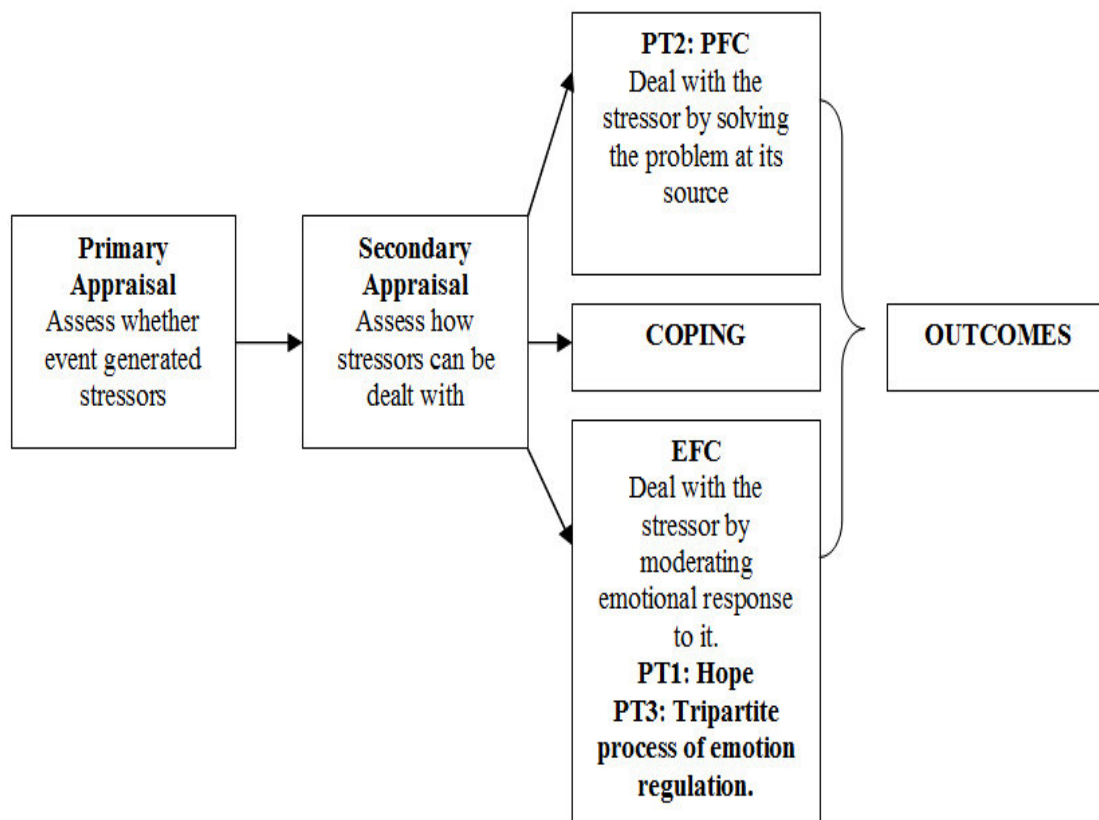 Primary
Appraisal
Assess whether
event generated
stressors
Secondary
Appraisal
Assess how
stressors can be
dealt with
PT2: PFC
Deal with the
stressor by solving
the problem at its
source
COPING
EFC
Deal with the
stressor by
moderating
emotional response
to it.
PT1: Hope
PT3: Tripartite
process of emotion
regulation.
OUTCOMES